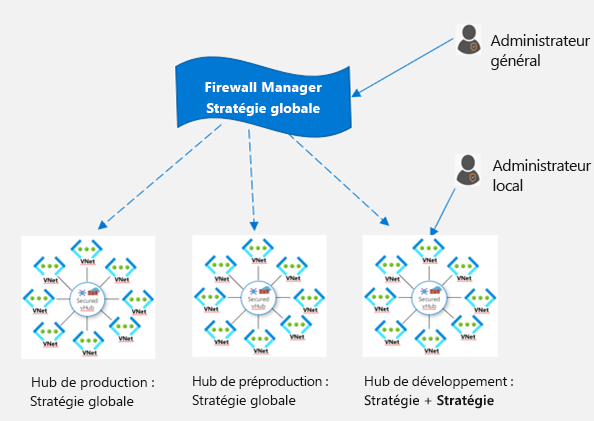 Administrateur
général
Firewall Manager
Stratégie globale
Administrateur
local
VNet
VNet
VNet
VNet
VNet
VNet
VNet
VNet
Secured
vHub
VNet
VNet
VNet
VNet
VNet
VNet
VNet
VNet
Secured
vHub
VNet
VNet
VNet
VNet
VNet
VNet
VNet
VNet
Secured
vHub
Hub de production :
Stratégie globale
Hub de préproduction :
Stratégie globale
Hub de développement :
Stratégie + Stratégie